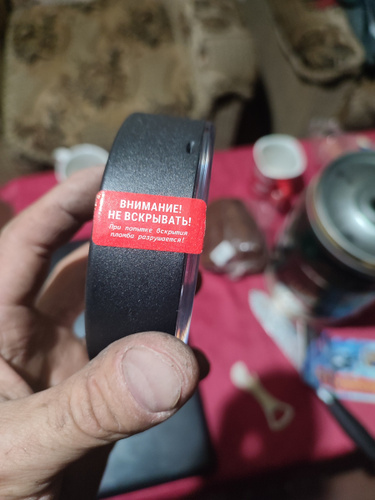 ВНИМАНИЕ!
НЕ ВСКРЫВАТЬ!
При попытке вскрытия
пломба разрушается!